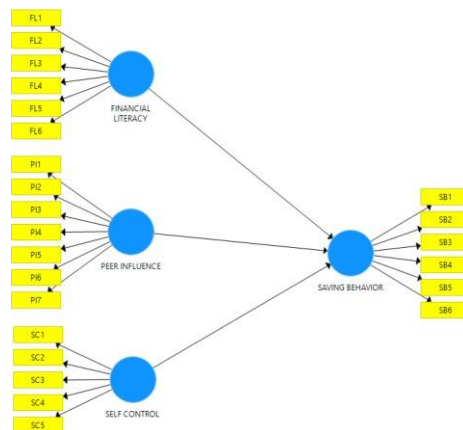 FL1
FL2
FL3
FL4
FL5
FL6
FINANCIAL
LITERACY
PI1
PI2
PI3
PI4
PI5
PI6
PI7
PEER INFLUENCE
SC1
SC2
SC3
SC4
SC5
SELF CONTROL
SB1
SB2
SB3
SB4
SB5
SB6
SAVING BEHAVIOR